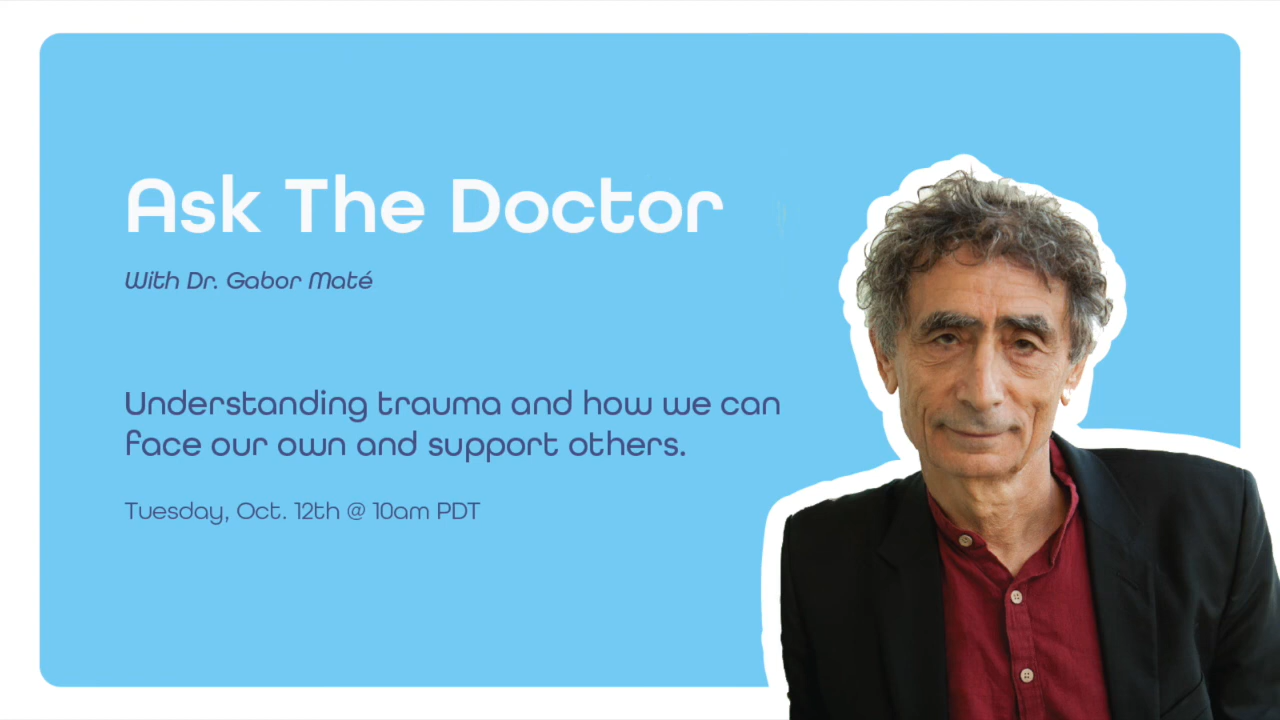 Ask The Doctor
With Dr. Gabor Maté
Understanding trauma and how we can
face our own and support others.
Tuesday, Oct. 12th @ 10am PDT